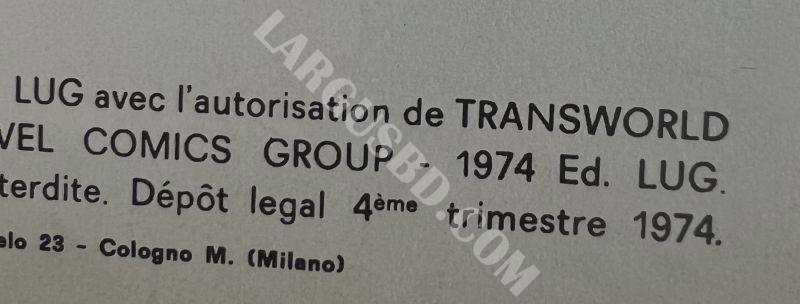 LUG avec l'autorisation de TRANSWORLD
VEL COMICS GROUP - 1974 Ed. LUG.
terdite. Dépôt legal 4ème trimestre 1974.
elo 23 - Cologno M. (Milano)
LARGUSBD.COM